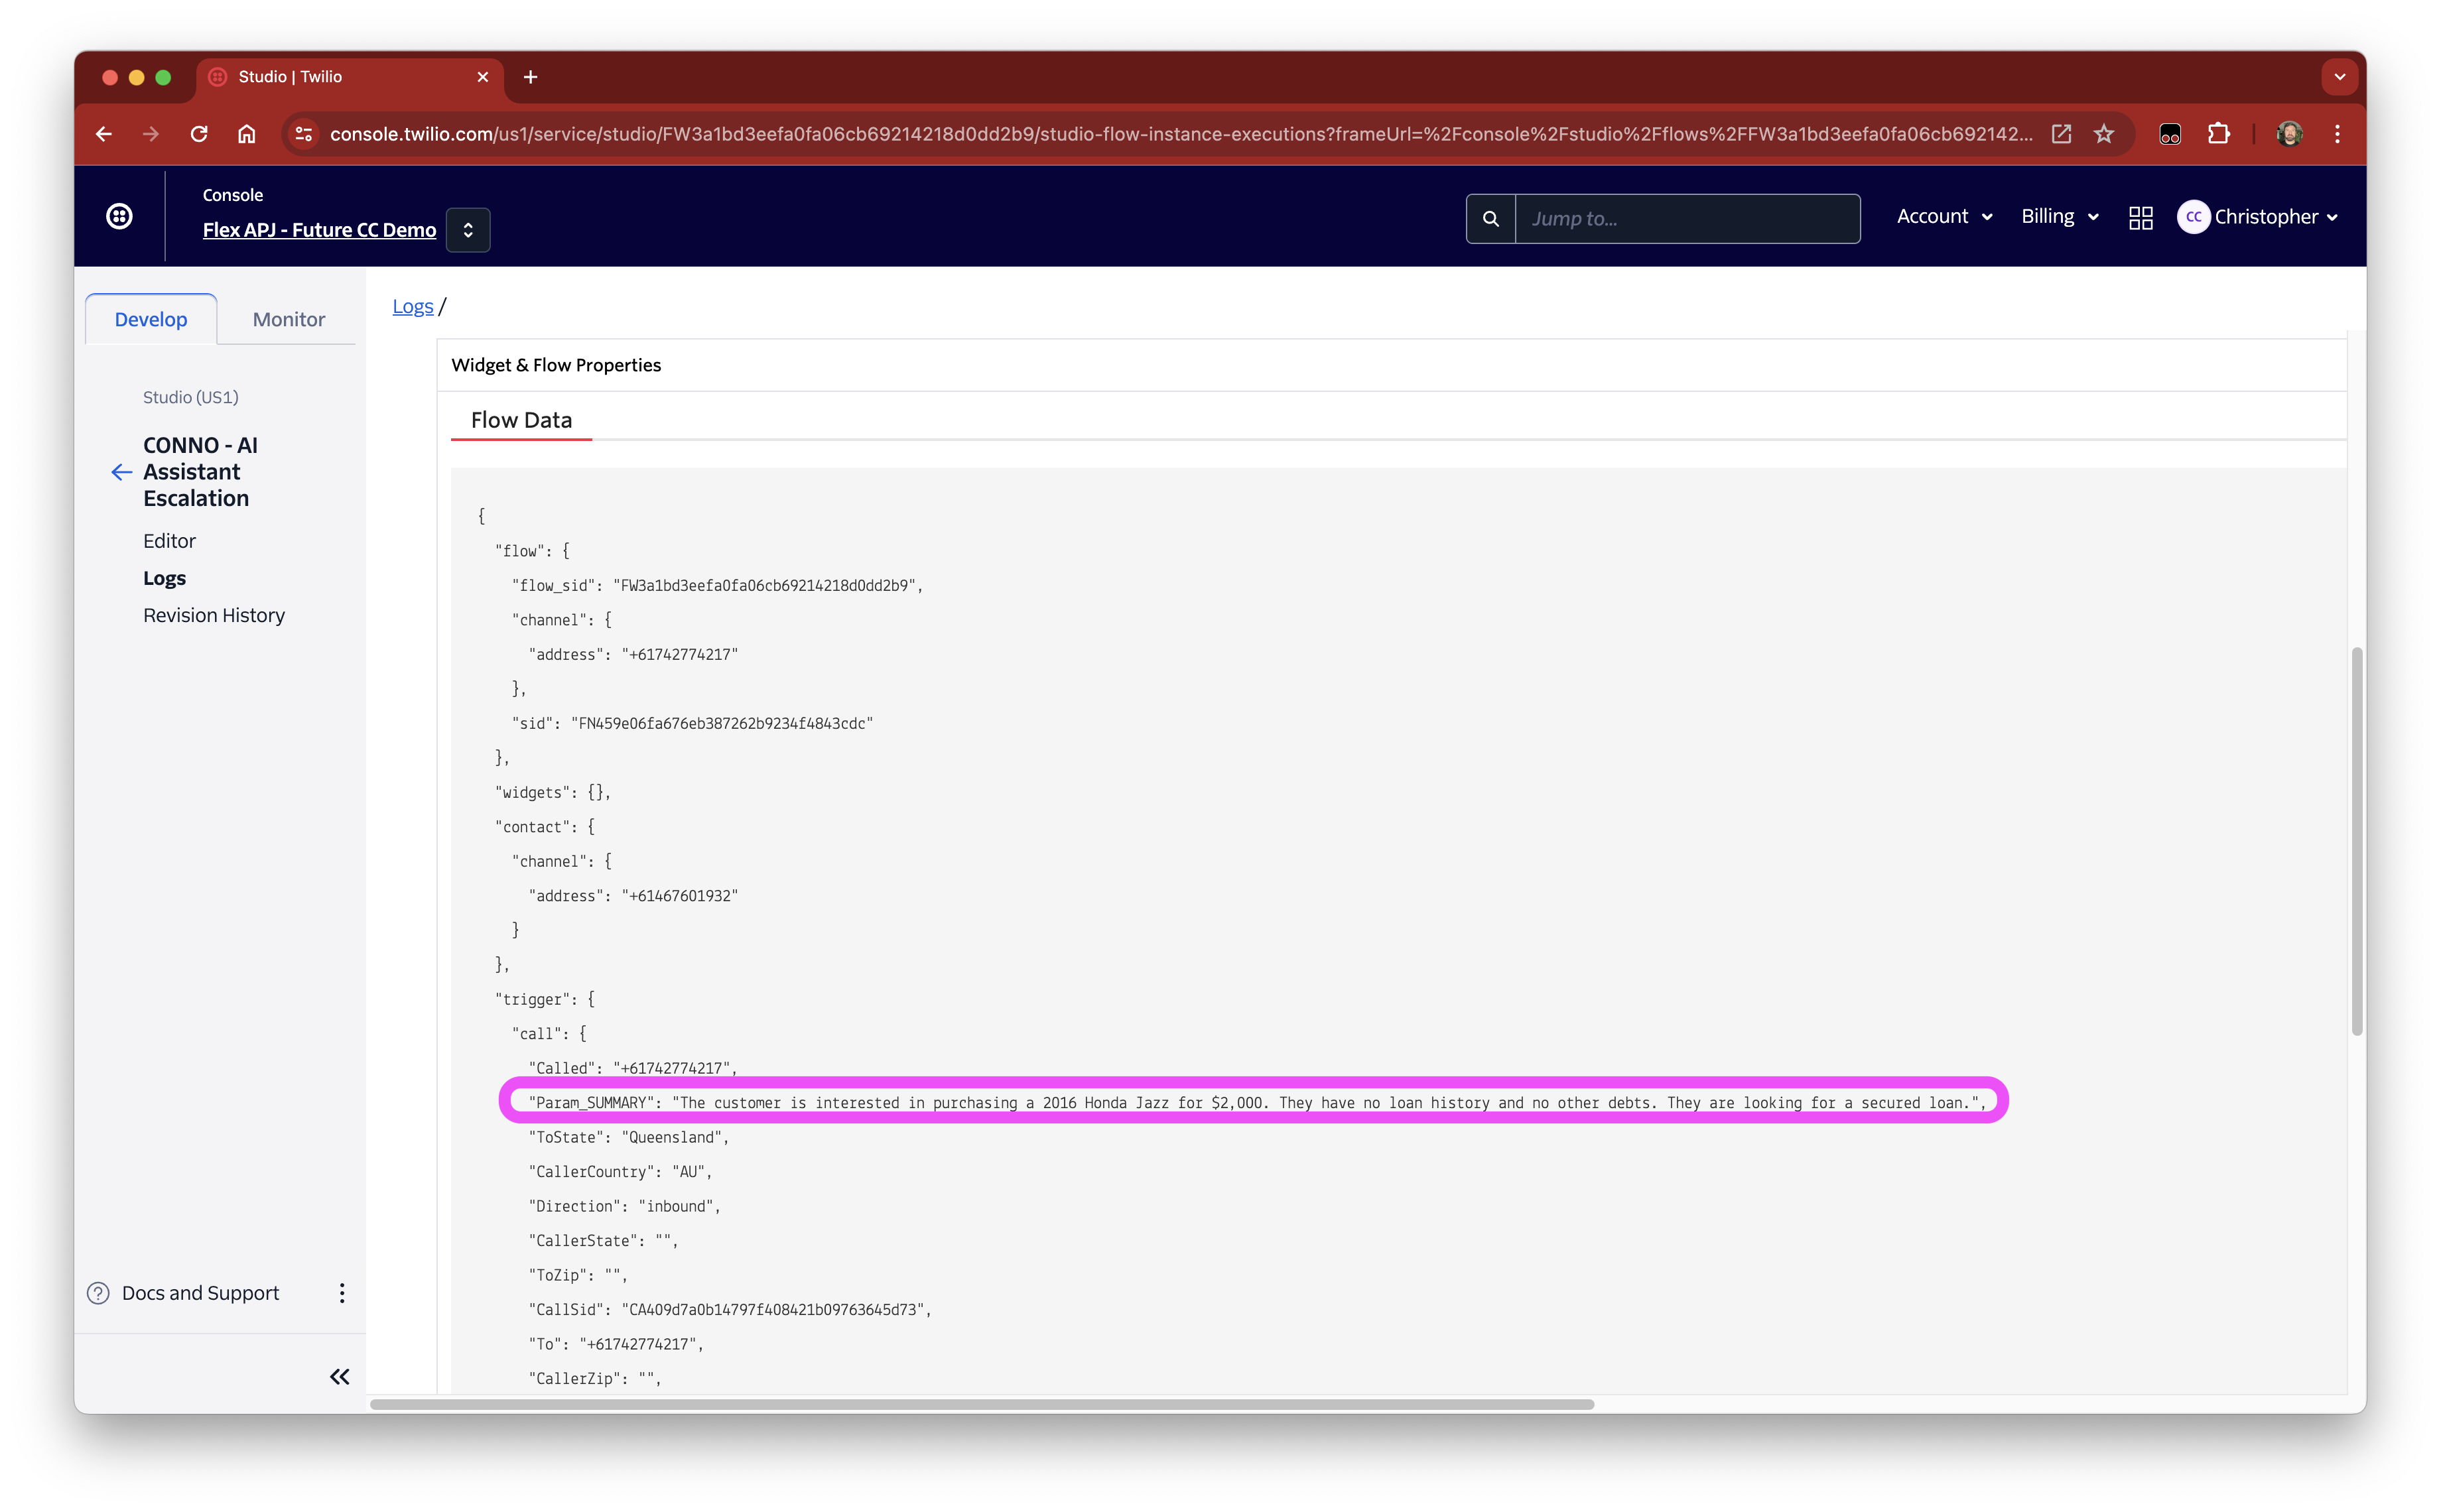 Studio | Twilio
console.twilio.com/us1/service/studio/FW3a1bd3eefa0fa06cb69214218d0dd2b9/studio-flow-instance-executions?frameUrl=%2Fconsole%2Fstudio%2Fflows%2FFW3a1bd3eefa0fa06cb692142...
Console
Flex APJ - Future CC Demo
Jump to...
Account
Billing
CC
Christopher
Develop
Monitor
Studio (US1)
CONNO - AI
Assistant
Escalation
Editor
Logs
Revision History
Docs and Support
Logs /
Widget & Flow Properties
Flow Data
{
"flow": {
"flow_sid": "FW3a1bd3eefa0fa06cb69214218d0dd2b9",
"channel": {
"address": "+61742774217"
},
"sid": "FN459e06fa676eb387262b9234f4843cdc"
},
"widgets": {},
"contact": {
"channel": {
"address": "+61467601932"
}
},
"trigger": {
"call": {
"Called": "+61742774217",
"Param_SUMMARY": "The customer is interested in purchasing a 2016 Honda Jazz for $2,000. They have no loan history and no other debts. They are looking for a secured loan.",
"ToState": "Queensland",
"CallerCountry": "AU",
"Direction": "inbound",
"CallerState": "",
"ToZip": "",
"CallSid": "CA409d7a0b14797f408421b09763645d73",
"To": "+61742774217",
"CallerZip": "",